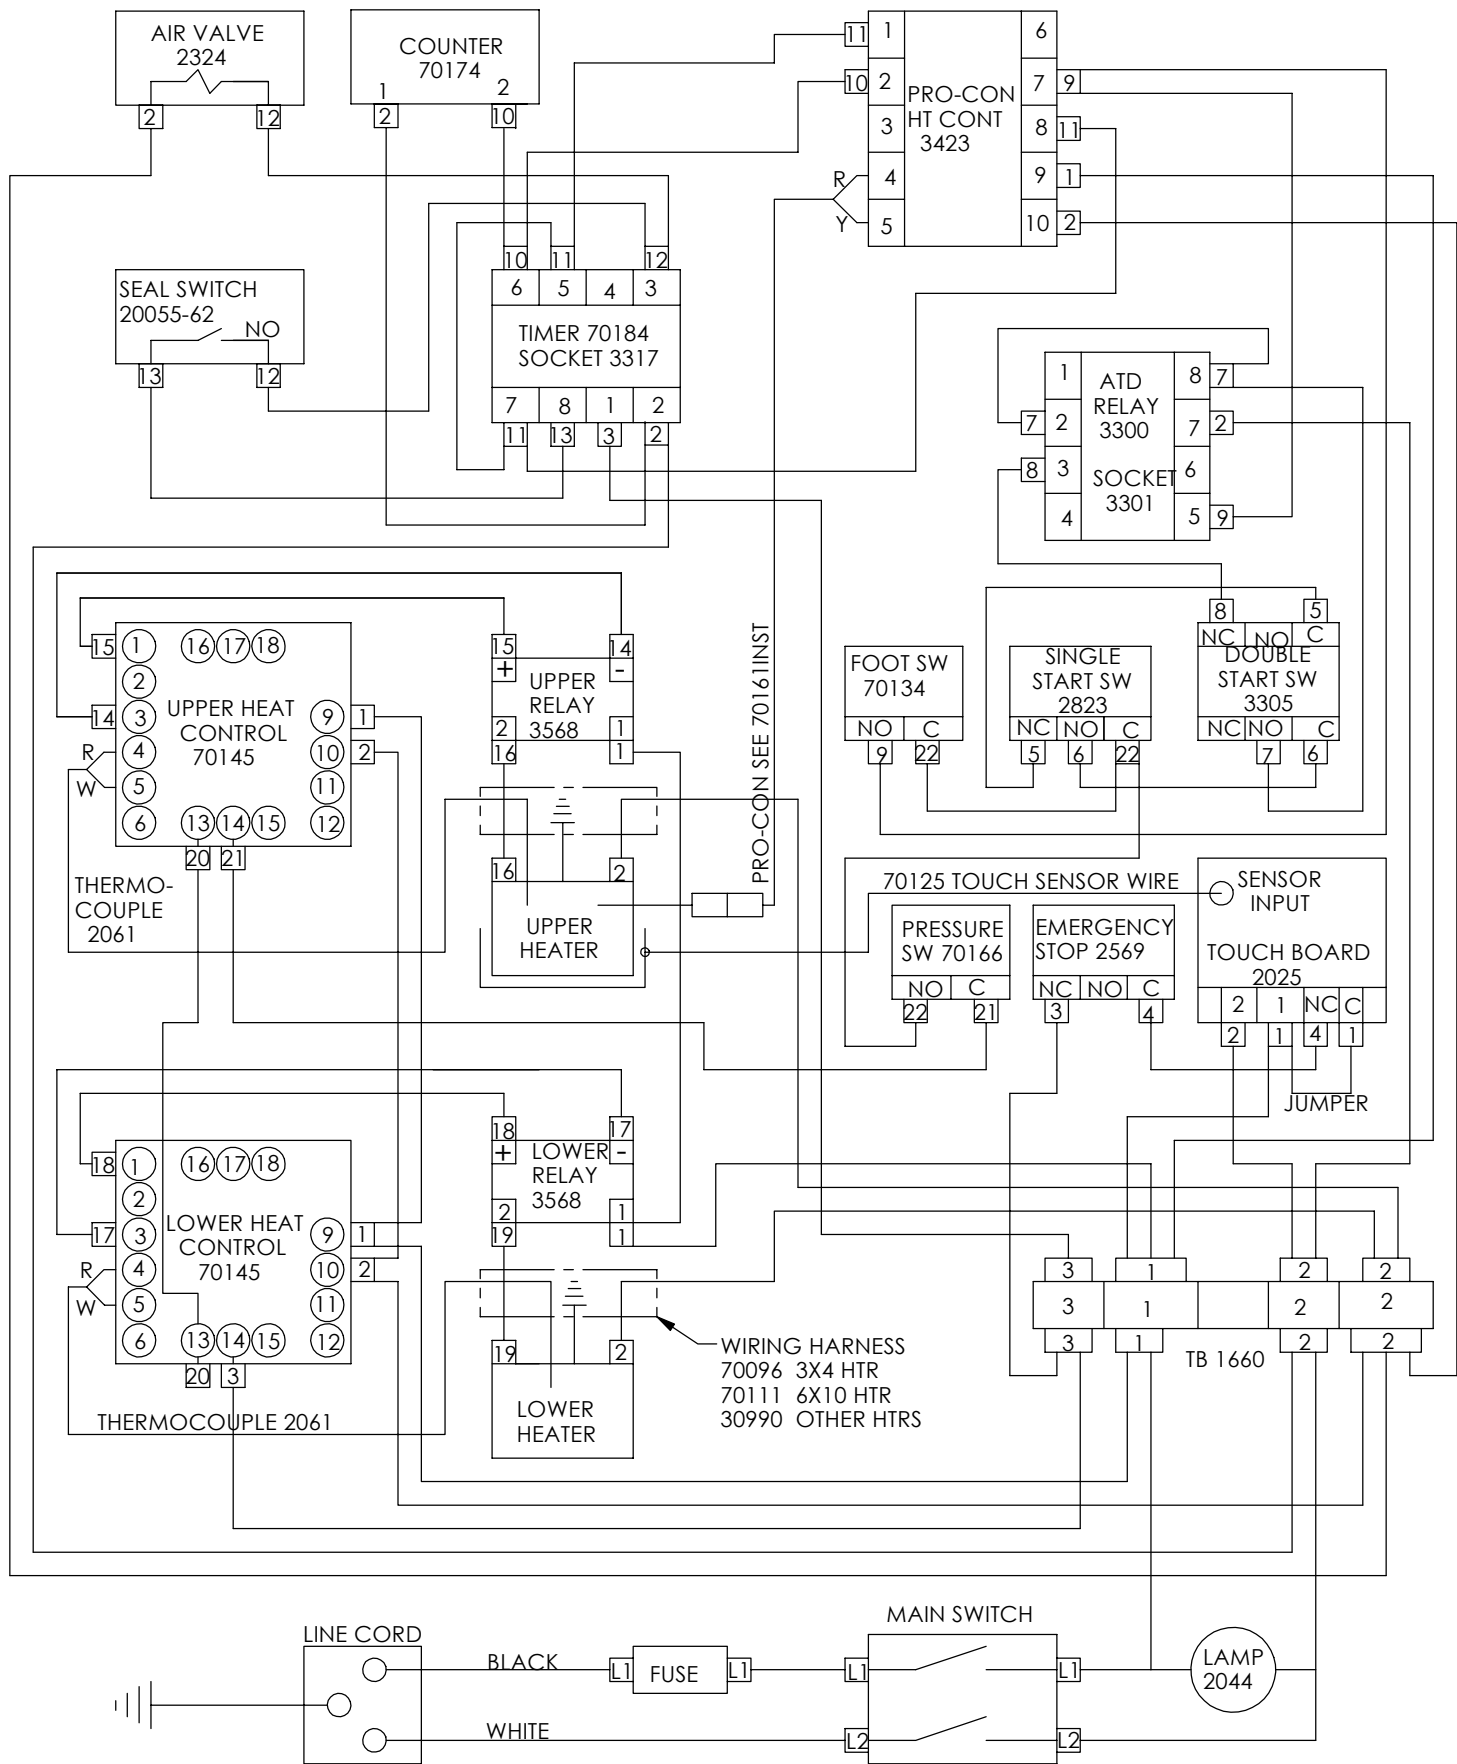 AIR VALVE
2324
2
12
COUNTER
70174
1 2
2
10
11
10
1
2
3
4
5
PRO-CON
HT CONT
3423
6
7
8
9
10
9
11
1
2
R
Y
SEAL SWITCH
20055-62
NO
13
12
10 11 12
6 5 4 3
TIMER 70184
SOCKET 3317
7 8 1 2
11 13 3 2
1
2
3
4
7
8
ATD
RELAY
3300
SOCKET
3301
8
7
6
5
7
2
9
15
14
R
W
1
2
3
4
5
6
16 17 18
UPPER HEAT
CONTROL
70145
9
10
11
12
1
2
13 14 15
20 21
THERMO-
COUPLE
2061
15 14
+ -
UPPER
RELAY
3568
2 1
16 1
16 2
UPPER
HEATER
PRO-CON SEE 70161INST
FOOT SW
70134
NO C
9 22
SINGLE
START SW
2823
NC NO C
5 6 22
8 5
NC NO C
DOUBLE
START SW
3305
NC NO C
7 6
70125 TOUCH SENSOR WIRE
PRESSURE
SW 70166
NO C
22 21
EMERGENCY
STOP 2569
NC NO C
3 4
SENSOR
INPUT
TOUCH BOARD
2025
2 1 NC C
2 1 4 1
JUMPER
18
17
R
W
1
2
3
4
5
6
16 17 18
LOWER HEAT
CONTROL
70145
9
10
11
12
1
2
13 14 15
20 3
THERMOCOUPLE 2061
18 17
+ -
LOWER
RELAY
3568
2 1
19 1
19 2
LOWER
HEATER
WIRING HARNESS
70096 3X4 HTR
70111 6X10 HTR
30990 OTHER HTRS
3 1 2 2
3 1 2 2
3 1 2 2
TB 1660
LINE CORD
BLACK
WHITE
L1 FUSE L1
MAIN SWITCH
L1 L1
L2 L2
LAMP
2044